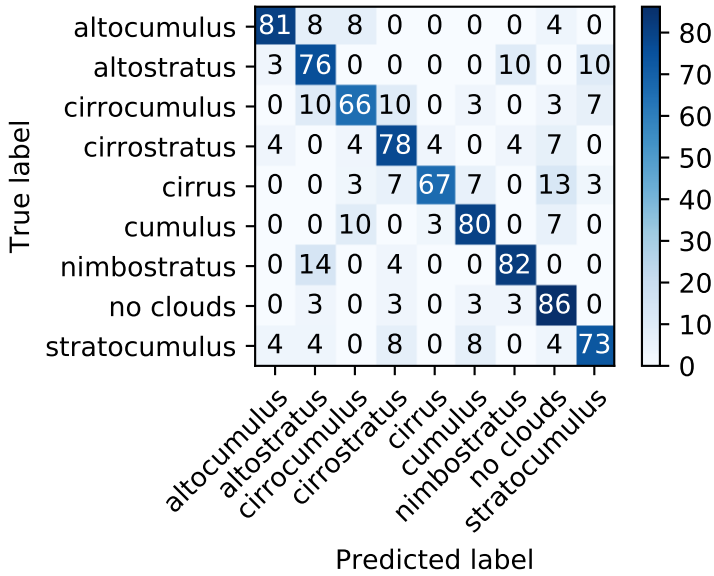 altocumulus 81 8 8 0 0 0 0 4 0
altostratus 3 76 0 0 0 0 10 0 10
cirrocumulus 0 10 66 10 0 3 0 3 7
cirrostratus 4 0 4 78 4 0 4 7 0
cirrus 0 0 3 7 67 7 0 13 3
cumulus 0 0 10 0 3 80 0 7 0
nimbostratus 0 14 0 4 0 0 82 0 0
no clouds 0 3 0 3 0 3 3 86 0
stratocumulus 4 4 0 8 0 8 0 4 73
True label
altocumulus
altostratus
cirrocumulus
cirrostratus
cirrus
cumulus
nimbostratus
no clouds
stratocumulus
Predicted label
80
70
60
50
40
30
20
10
0